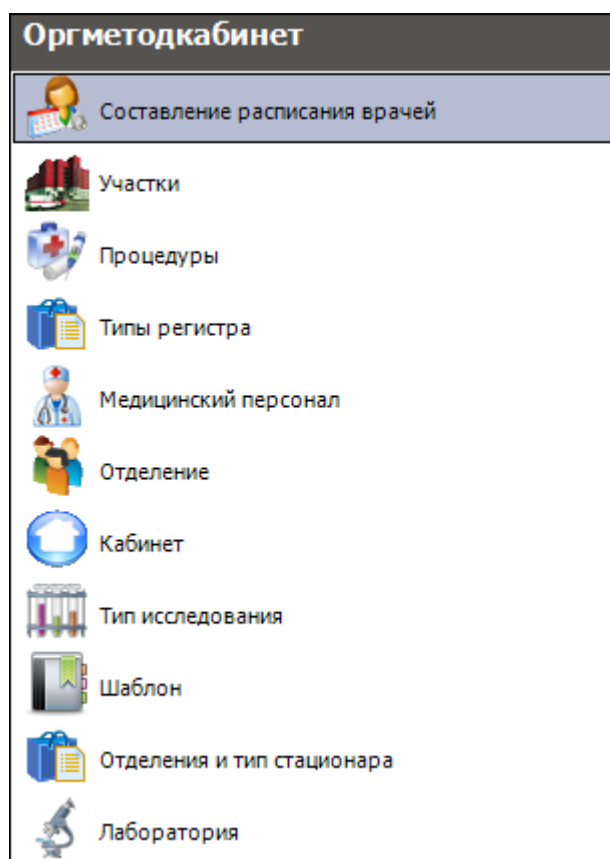 Оргметодкабинет
Составление расписания врачей
Участки
Процедуры
Типы регистра
Медицинский персонал
Отделение
Кабинет
Тип исследования
Шаблон
Отделения и тип стационара
Лаборатория